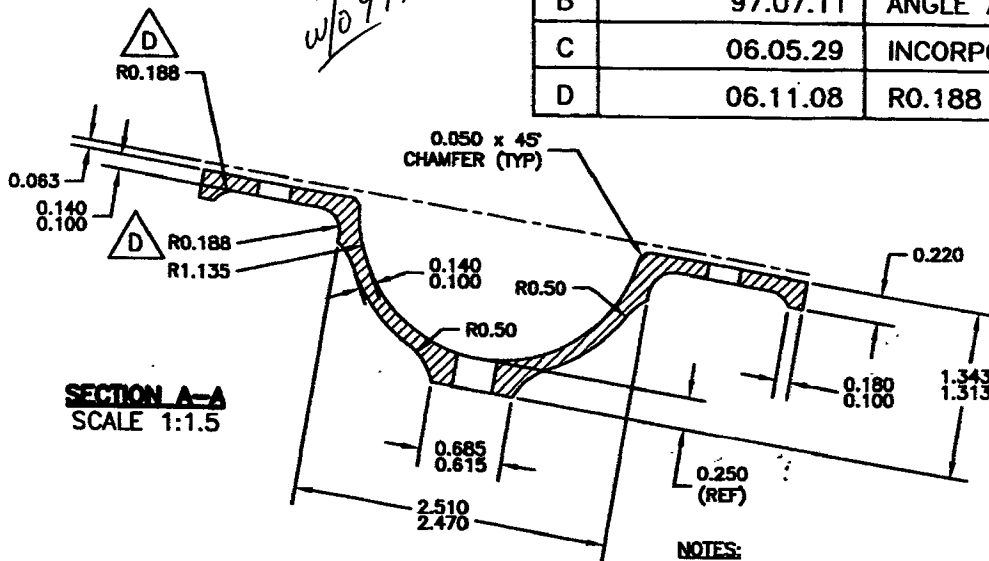 w/o
B 97.07.11 ANGLE
C 06.05.29
D 06.11.08 R0.188
D
R0.188
0.050 x 45°
CHAMFER (TYP)
0.063
0.140
0.100
D
R0.188
R1.135
0.140
0.100
R0.50
R0.50
0.220
SECTION A-A
SCALE 1:1.5
0.180
0.100
1.343
1.313
0.685
0.615
0.250
(REF)
2.510
2.470
NOTES: